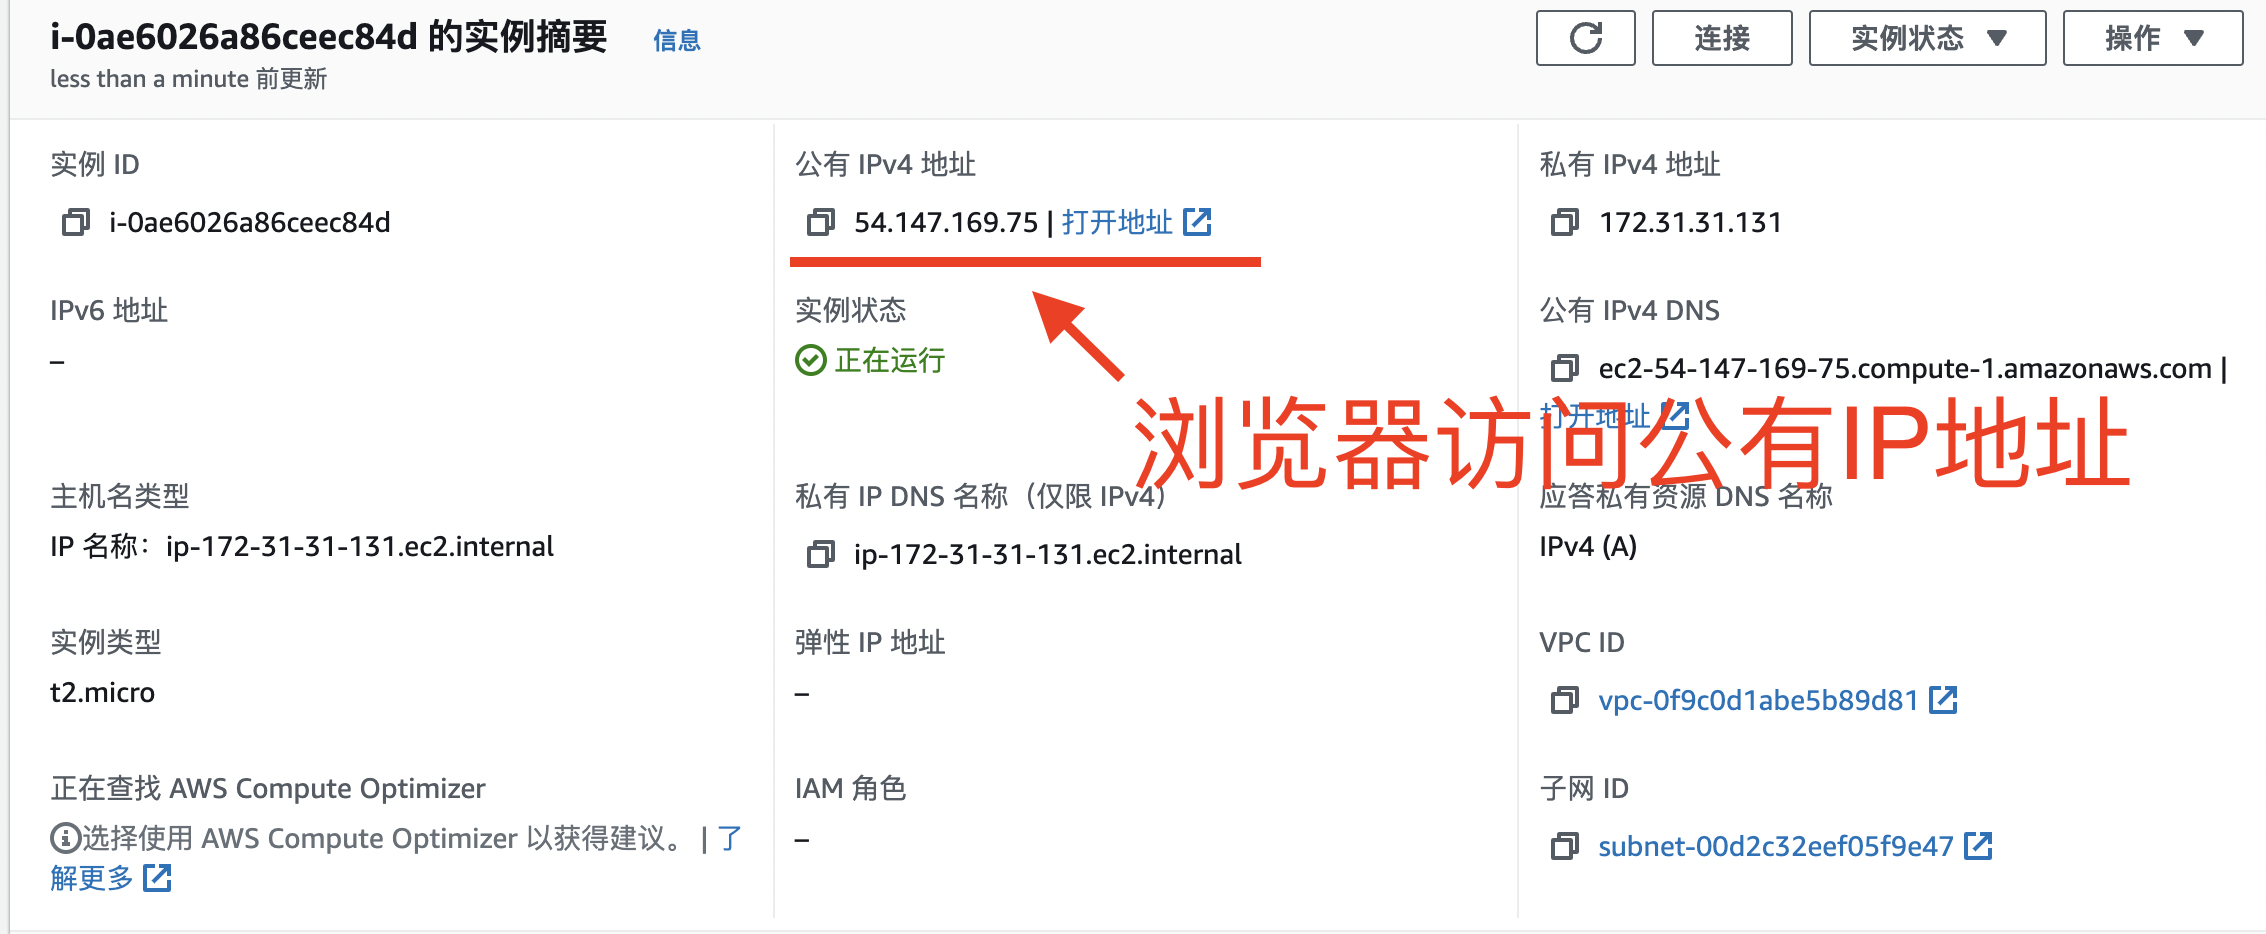 i-0ae6026a86ceec84d 的实例摘要 信息
less than a minute 前更新
连接
实例状态
操作
实例 ID
i-0ae6026a86ceec84d
公有 IPv4 地址
54.147.169.75 | 打开地址
私有 IPv4 地址
172.31.31.131
IPv6 地址
–
实例状态
正在运行
公有 IPv4 DNS
ec2-54-147-169-75.compute-1.amazonaws.com |
打开地址
浏览器访问公有IP地址
主机名类型
IP 名称：ip-172-31-31-131.ec2.internal
私有 IP DNS 名称（仅限 IPv4）
ip-172-31-31-131.ec2.internal
应答私有资源 DNS 名称
IPv4 (A)
实例类型
t2.micro
弹性 IP 地址
–
VPC ID
vpc-0f9c0d1abe5b89d81
正在查找 AWS Compute Optimizer
选择使用 AWS Compute Optimizer 以获得建议。 | 了
解更多
IAM 角色
–
子网 ID
subnet-00d2c32eef05f9e47